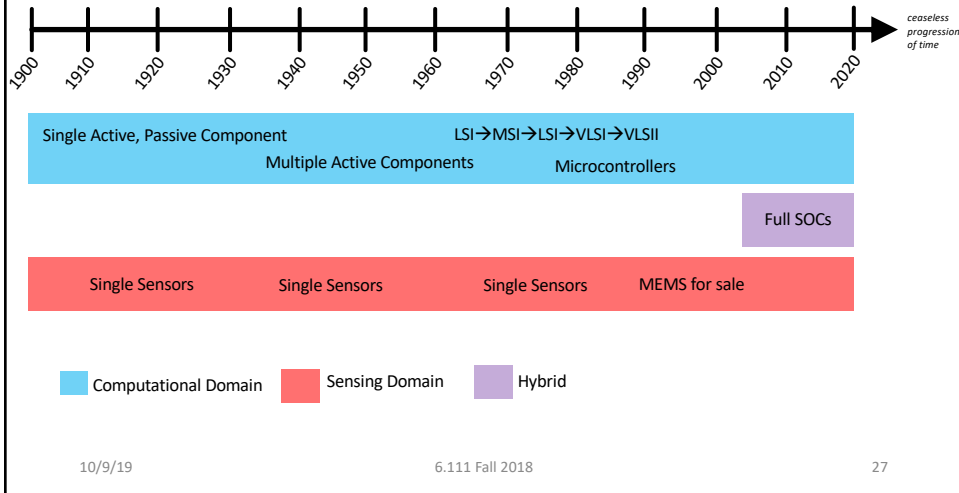 ceaseless
progression
of time
1900 1910 1920 1930 1940 1950 1960 1970 1980 1990 2000 2010 2020
Single Active, Passive Component
LSI→MSI→LSI→VLSI→VLSII
Multiple Active Components
Microcontrollers
Full SOCs
Single Sensors
Single Sensors
Single Sensors
MEMS for sale
Computational Domain
Sensing Domain
Hybrid
10/9/19
6.111 Fall 2018
27